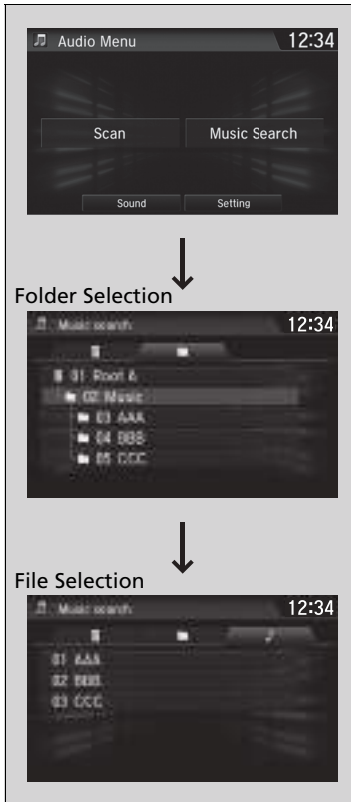 Audio Menu 12:34
Scan Music Search
Sound Setting
Folder Selection
Music search 12:34
01 Root A
02 Music
03 AAA
04 BBB
05 CCC
File Selection
Music search 12:34
01 AAA
02 BBB
03 CCC